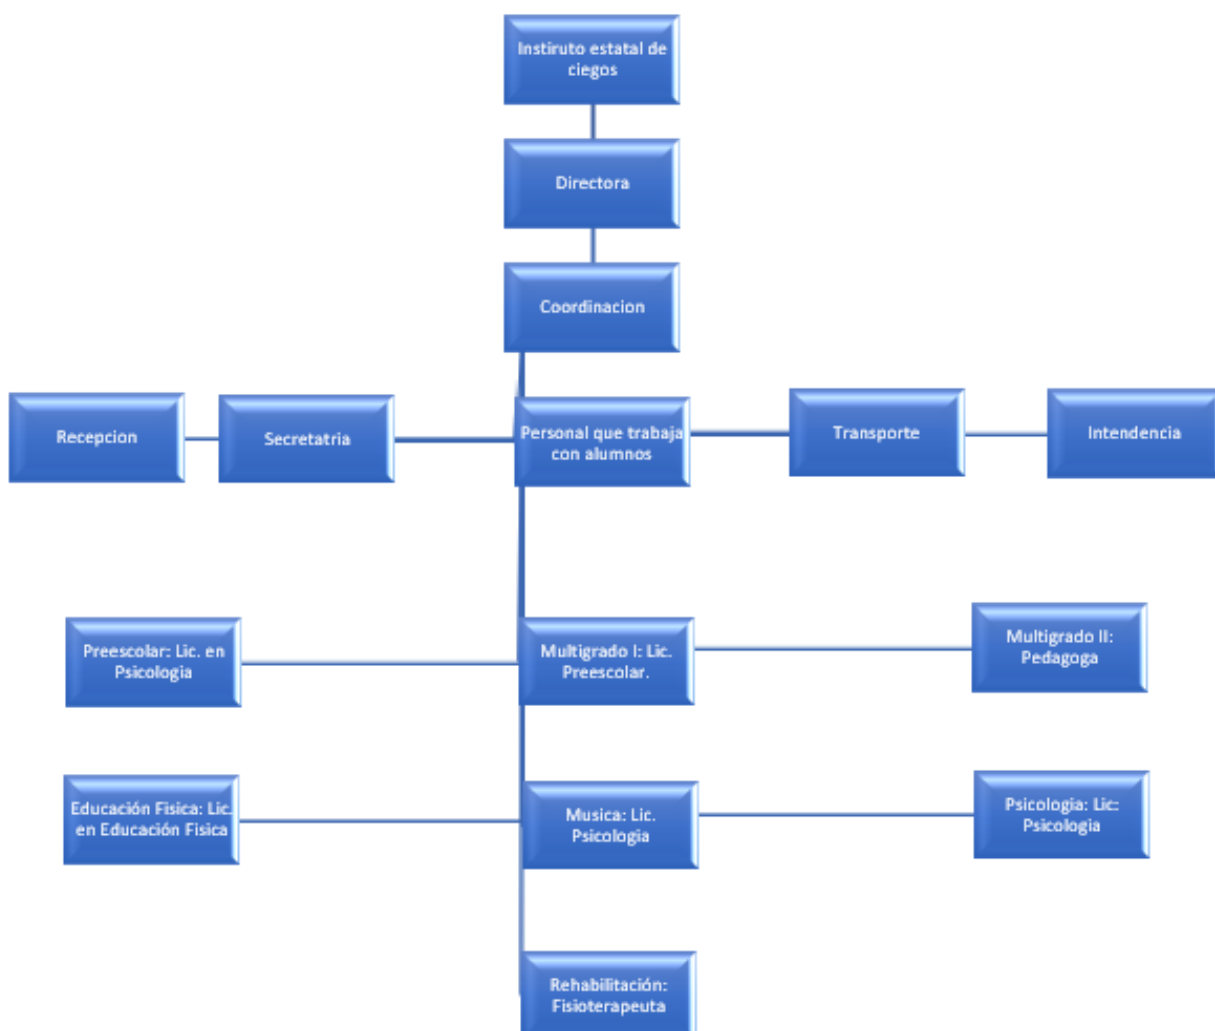 Instiruto estatal de
ciegos
Directora
Coordinacion
Recepcion
Secretatria
Personal que trabaja
con alumnos
Transporte
Intendencia
Preescolar: Lic. en
Psicologia
Multigrado I: Lic.
Preescolar.
Multigrado II:
Pedagoga
Educación Fisica: Lic.
en Educación Fisica
Musica: Lic.
Psicologia
Psicologia: Lic:
Psicologia
Rehabilitación:
Fisioterapeuta